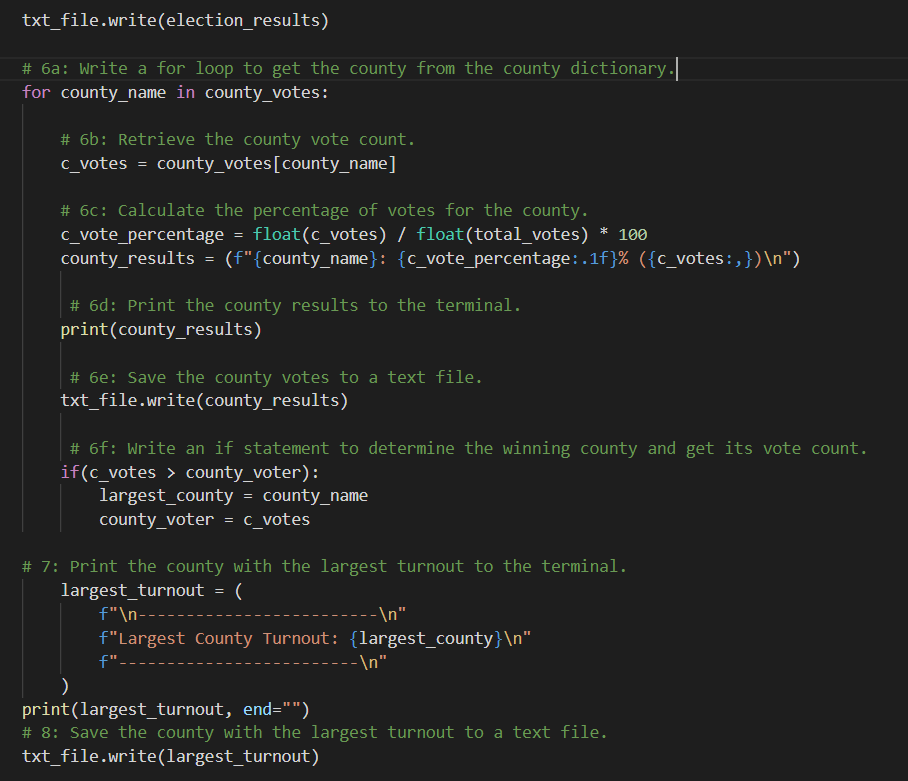 txt_file.write(election_results)
# 6a: Write a for loop to get the county from the county dictionary.
for county_name in county_votes:
# 6b: Retrieve the county vote count.
c_votes = county_votes[county_name]
# 6c: Calculate the percentage of votes for the county.
c_vote_percentage = float(c_votes) / float(total_votes) * 100
county_results = (f"{county_name}: {c_vote_percentage:.1f}% ({c_votes:,})\n")
# 6d: Print the county results to the terminal.
print(county_results)
# 6e: Save the county votes to a text file.
txt_file.write(county_results)
# 6f: Write an if statement to determine the winning county and get its vote count.
if(c_votes > county_voter):
largest_county = county_name
county_voter = c_votes
# 7: Print the county with the largest turnout to the terminal.
largest_turnout = (
f"\n-------------------------\n"
f"Largest County Turnout: {largest_county}\n"
f"-------------------------\n"
)
print(largest_turnout, end="")
# 8: Save the county with the largest turnout to a text file.
txt_file.write(largest_turnout)